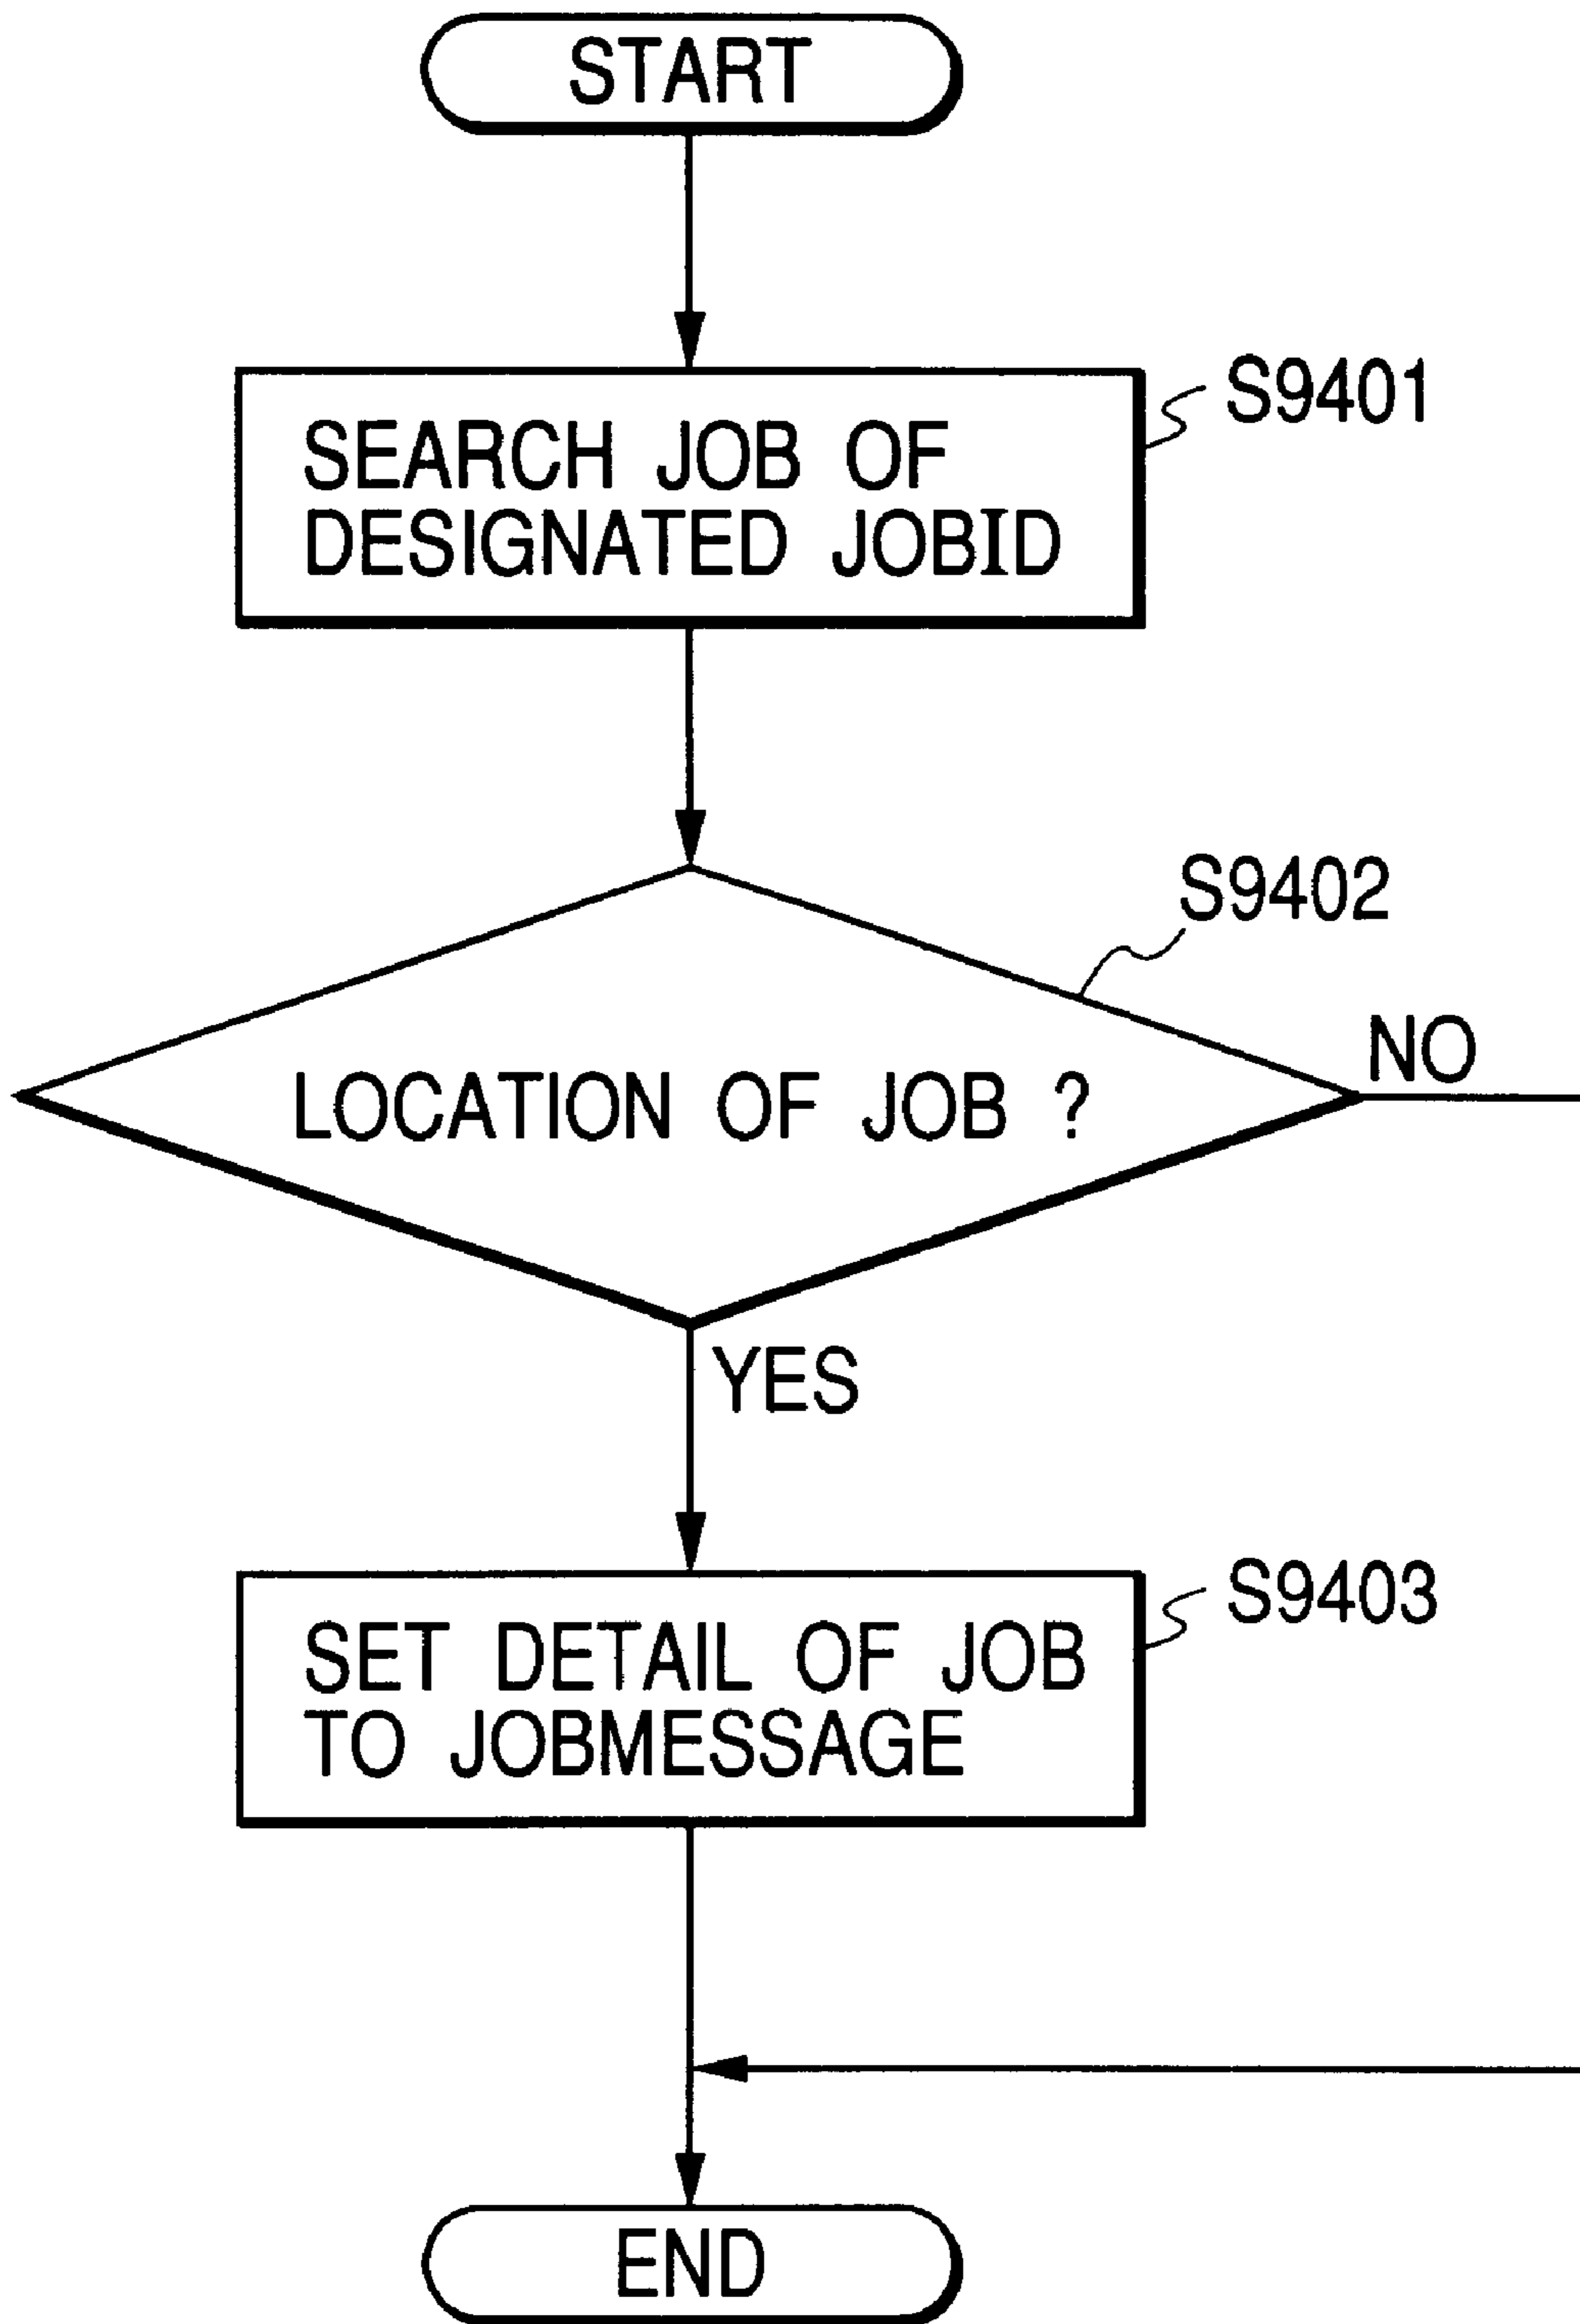 START
SEARCH JOB OF
DESIGNATED JOBID
S9401
S9402
LOCATION OF JOB ?
NO
YES
SET DETAIL OF JOB
TO JOBMESSAGE
S9403
END